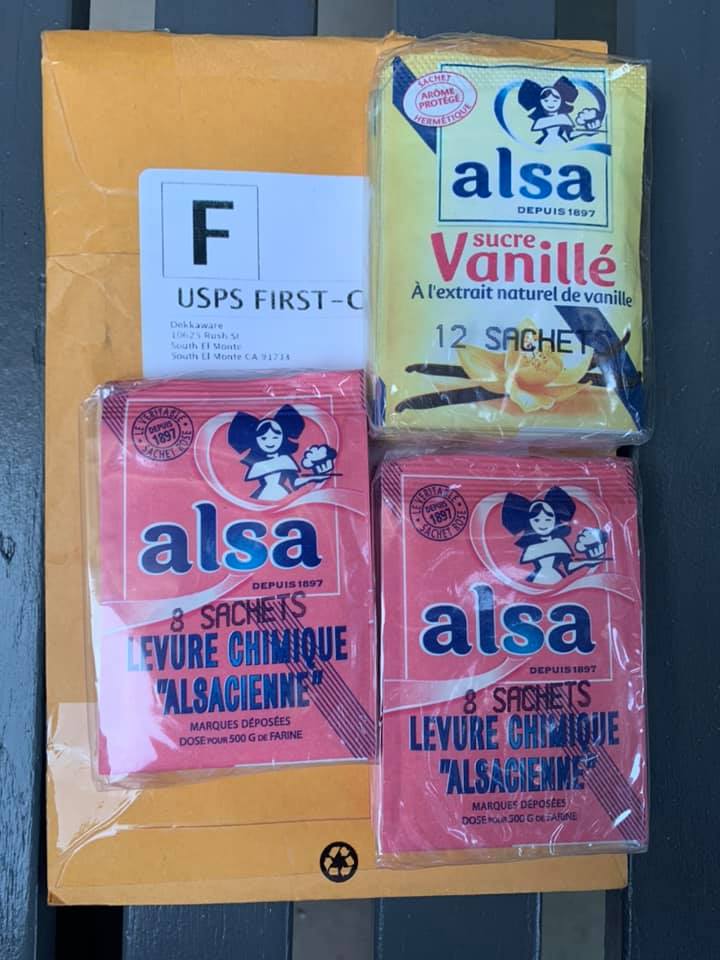 F
USPS FIRST-C
Dekkaware
10625 Rush St
South El Monte
South El Monte CA 91733
SACHET
ARÔME
PROTÉGÉ
HERMÉTIQUE
alsa
DEPUIS 1897
sucre
Vanillé
À l'extrait naturel de vanille
12 SACHETS
LE VÉRITABLE
DEPUIS
1897
SACHET ROSE
alsa
DEPUIS 1897
8 SACHETS
LEVURE CHIMIQUE
"ALSACIENNE"
MARQUES DÉPOSÉES
DOSE POUR 500 G DE FARINE
LE VÉRITABLE
DEPUIS
1897
SACHET ROSE
alsa
DEPUIS 1897
8 SACHETS
LEVURE CHIMIQUE
"ALSACIENNE"
MARQUES DÉPOSÉES
DOSE POUR 500 G DE FARINE